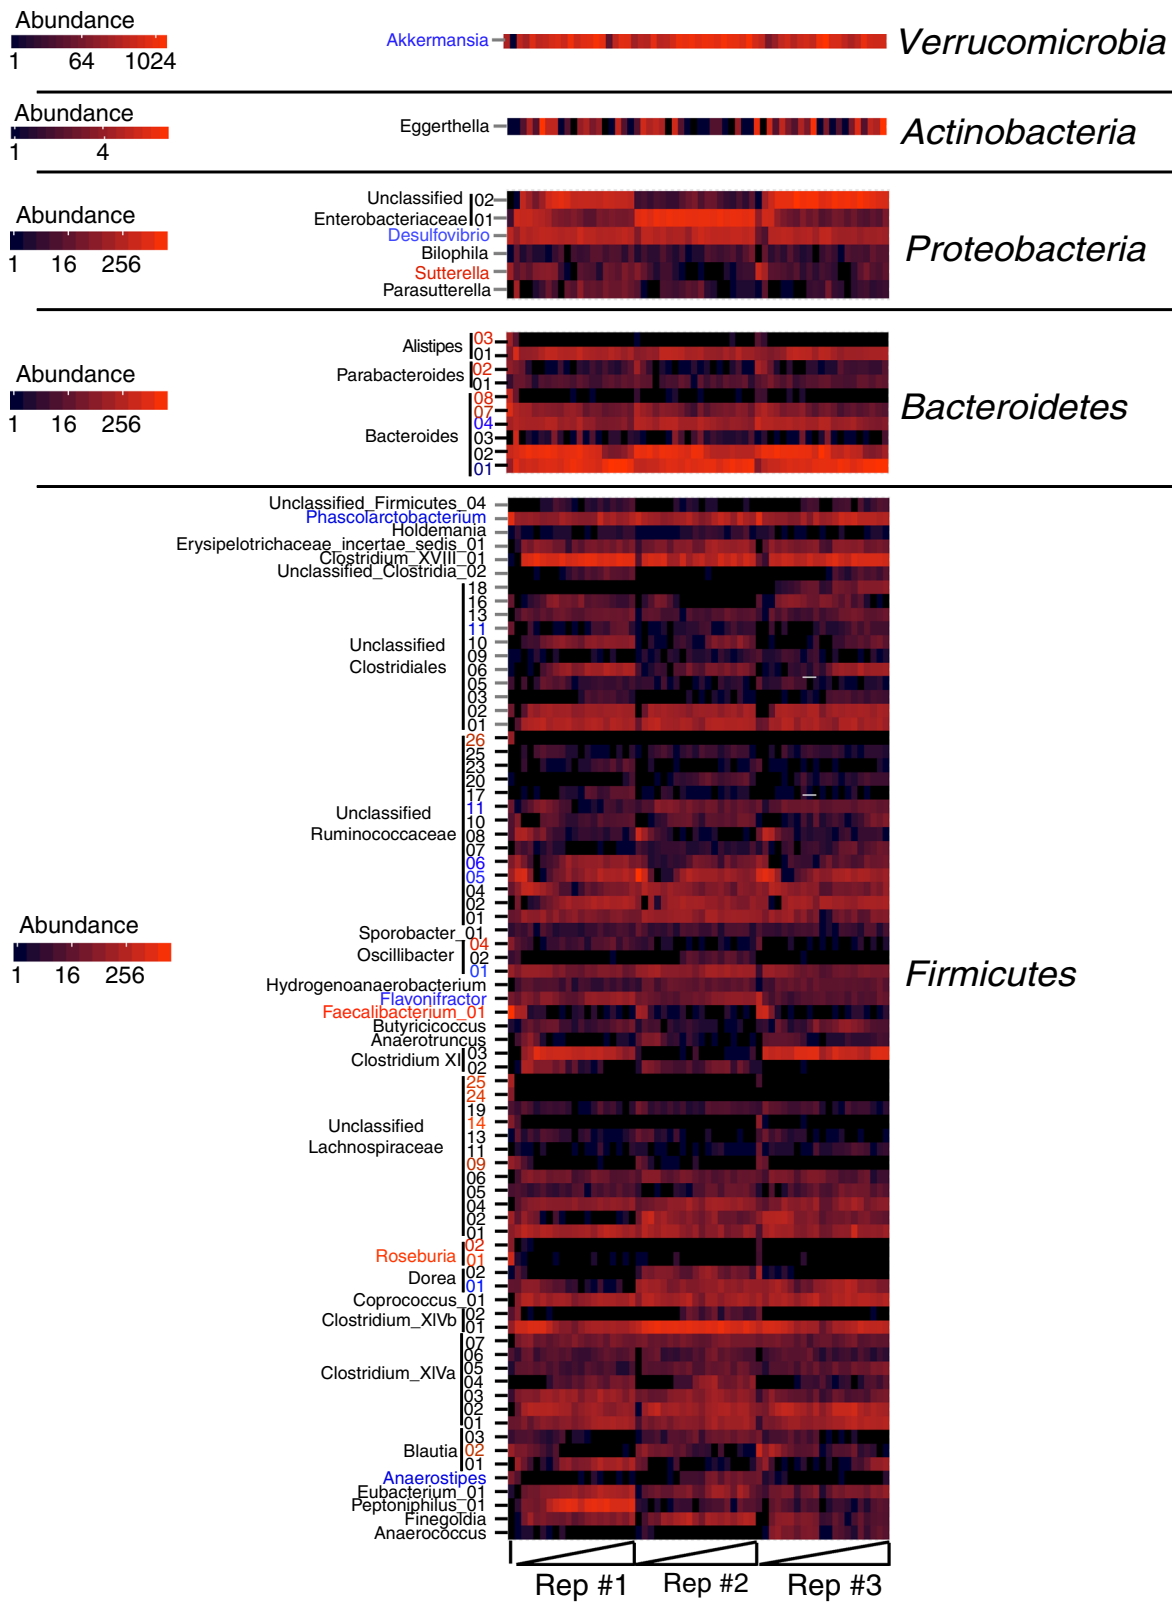 Abundance
1 64 1024
Akkermansia
Verrucomicrobia
Abundance
1 4
Eggerthella
Actinobacteria
Abundance
1 16 256
Unclassified 02
Enterobacteriaceae 01
Desulfovibrio
Bilophila
Sutterella
Parasutterella
Proteobacteria
Abundance
1 16 256
Alistipes
03
01
Parabacteroides
02
01
Bacteroides
08
07
04
03
02
01
Bacteroidetes
Unclassified_Firmicutes_04
Phascolarctobacterium
Holdemania
Erysipelotrichaceae_incertae_sedis_01
Clostridium_XVIII_01
Unclassified_Clostridia_02
Unclassified
Clostridiales
18
16
13
11
10
09
06
05
03
02
01
Unclassified
Ruminococcaceae
26
25
23
20
17
11
10
08
07
06
05
04
02
01
Sporobacter_01
Oscillibacter
04
02
01
Hydrogenoanaerobacterium
Flavonifractor
Faecalibacterium_01
Butyricicoccus
Anaerotruncus
Clostridium XI
03
02
Unclassified
Lachnospiraceae
25
24
19
14
13
11
09
06
05
04
02
01
Roseburia
02
01
Dorea
02
01
Coprococcus_01
Clostridium_XIVb
02
01
Clostridium_XIVa
07
06
05
04
03
02
01
Blautia
03
02
01
Anaerostipes
Eubacterium_01
Peptoniphilus_01
Finegoldia
Anaerococcus
Abundance
1 16 256
Firmicutes
Rep #1 Rep #2 Rep #3